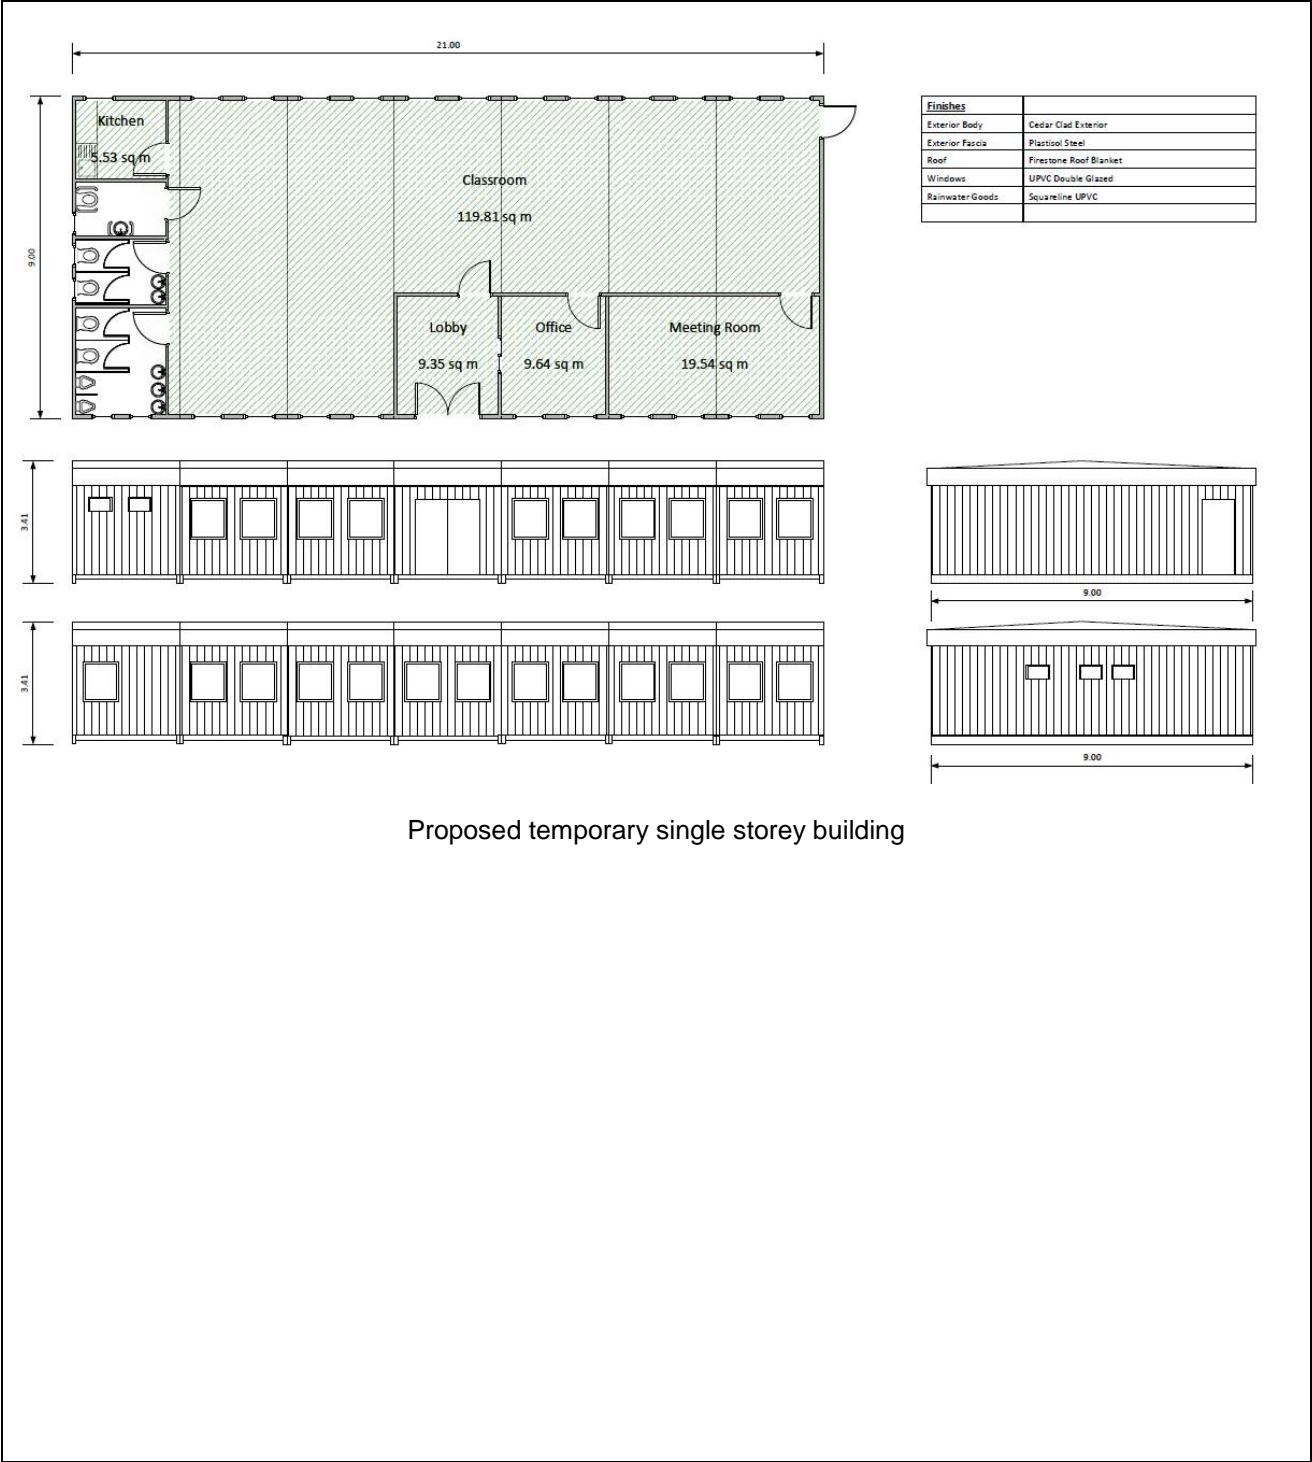 21.00
9.00
Kitchen
5.53 sq m
Classroom
119.81 sq m
Lobby
9.35 sq m
Office
9.64 sq m
Meeting Room
19.54 sq m
Finishes
Exterior Body Cedar Clad Exterior
Exterior Fascia Plastisol Steel
Roof Firestone Roof Blanket
Windows UPVC Double Glazed
Rainwater Goods Squareline UPVC
3.41
9.00
3.41
9.00
Proposed temporary single storey building